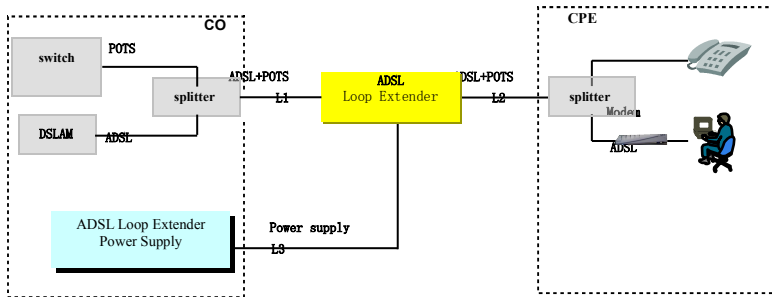 CO
switch
POTS
splitter
DSLAM
ADSL
ADSL+POTS
L1
ADSL
Loop Extender
ADSL+POTS
L2
ADSL Loop Extender
Power Supply
Power supply
L3
CPE
splitter
Modem
ADSL